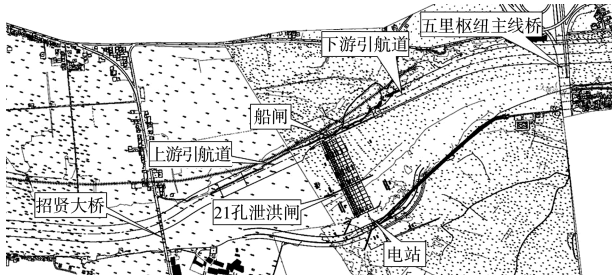 五里枢纽主线桥
下游引航道
船闸
上游引航道
招贤大桥
21孔泄洪闸
电站